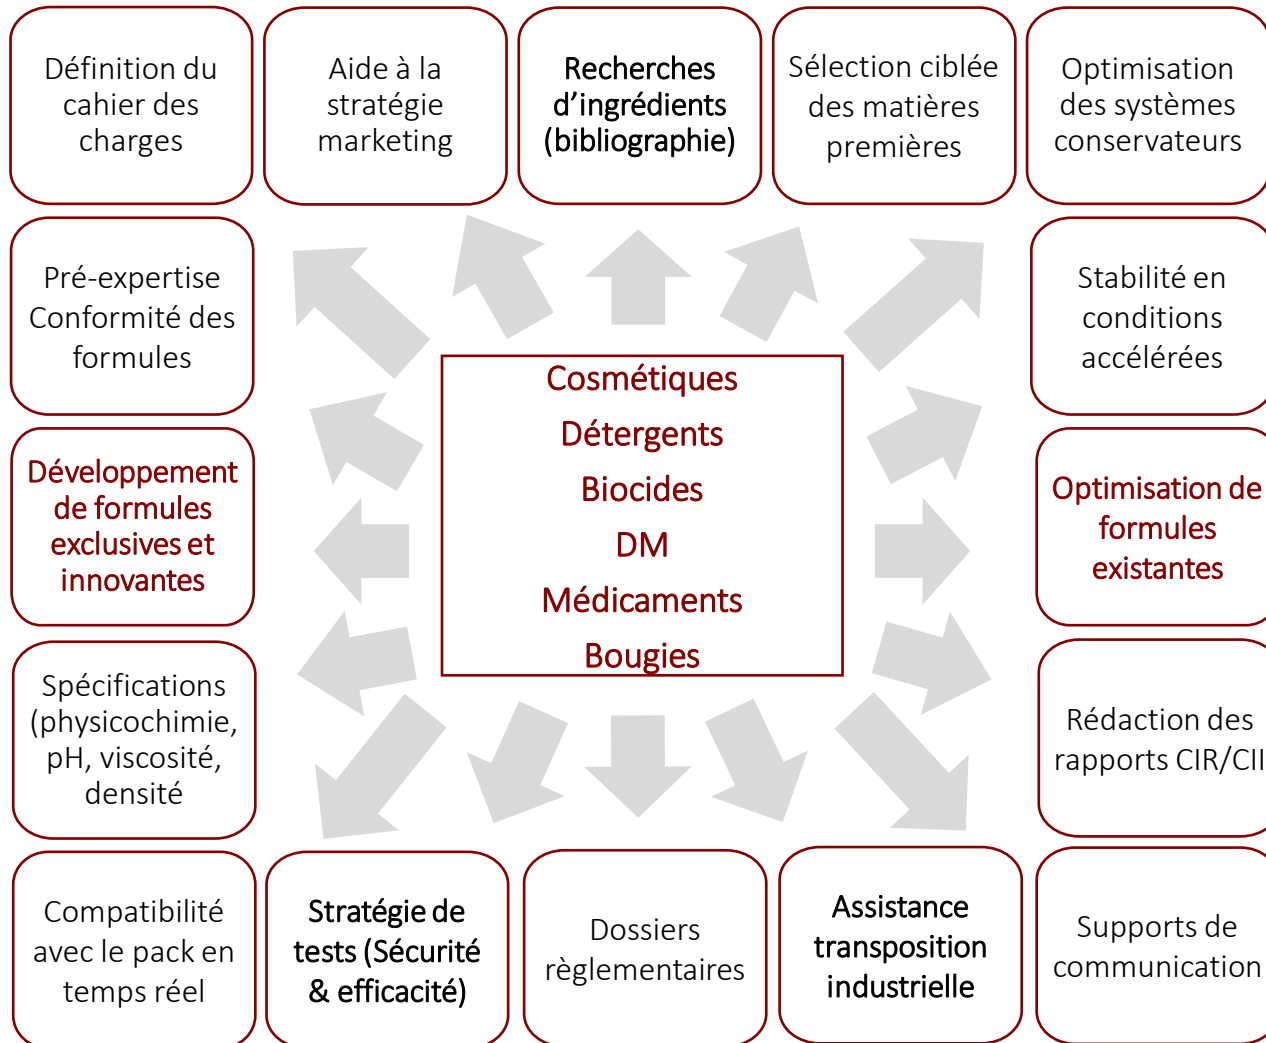 Définition du
cahier des
charges
Aide à la
stratégie
marketing
Recherches
d’ingrédients
(bibliographie)
Sélection ciblée
des matières
premières
Optimisation
des systèmes
conservateurs
Pré-expertise
Conformité des
formules
Stabilité en
conditions
accélérées
Cosmétiques
Détergents
Biocides
DM
Médicaments
Bougies
Développement
de formules
exclusives et
innovantes
Optimisation de
formules
existantes
Spécifications
(physicochimie,
pH, viscosité,
densité
Rédaction des
rapports CIR/CII
Compatibilité
avec le pack en
temps réel
Stratégie de
tests (Sécurité
& efficacité)
Dossiers
règlementaires
Assistance
transposition
industrielle
Supports de
communication